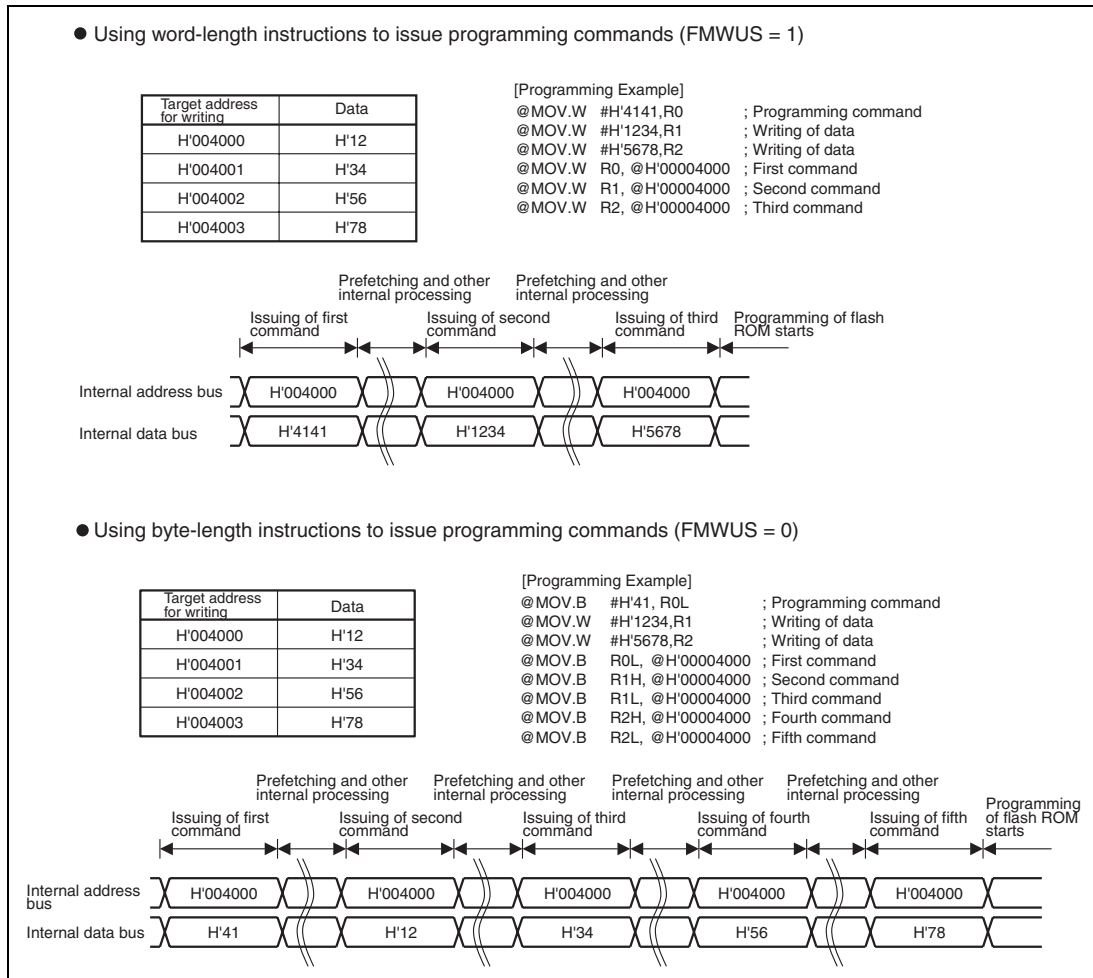 ● Using word-length instructions to issue programming commands (FMWUS = 1)
Target address for writing Data
H'004000 H'12
H'004001 H'34
H'004002 H'56
H'004003 H'78
[Programming Example]
@MOV.W #H'4141,R0 ; Programming command
@MOV.W #H'1234,R1 ; Writing of data
@MOV.W #H'5678,R2 ; Writing of data
@MOV.W R0, @H'00004000 ; First command
@MOV.W R1, @H'00004000 ; Second command
@MOV.W R2, @H'00004000 ; Third command
Prefetching and other Prefetching and other
internal processing internal processing
Issuing of first Issuing of second Issuing of third Programming of flash
command command command ROM starts
Internal address bus H'004000 H'004000 H'004000
Internal data bus H'4141 H'1234 H'5678
● Using byte-length instructions to issue programming commands (FMWUS = 0)
Target address for writing Data
H'004000 H'12
H'004001 H'34
H'004002 H'56
H'004003 H'78
[Programming Example]
@MOV.B #H'41, R0L ; Programming command
@MOV.W #H'1234,R1 ; Writing of data
@MOV.W #H'5678,R2 ; Writing of data
@MOV.B R0L, @H'00004000 ; First command
@MOV.B R1H, @H'00004000 ; Second command
@MOV.B R1L, @H'00004000 ; Third command
@MOV.B R2H, @H'00004000 ; Fourth command
@MOV.B R2L, @H'00004000 ; Fifth command
Prefetching and other Prefetching and other Prefetching and other Prefetching and other
internal processing internal processing internal processing internal processing
Issuing of first Issuing of second Issuing of third Issuing of fourth Issuing of fifth Programming
command command command command command of flash ROM
starts
Internal address bus H'004000 H'004000 H'004000 H'004000 H'004000
Internal data bus H'41 H'12 H'34 H'56 H'78